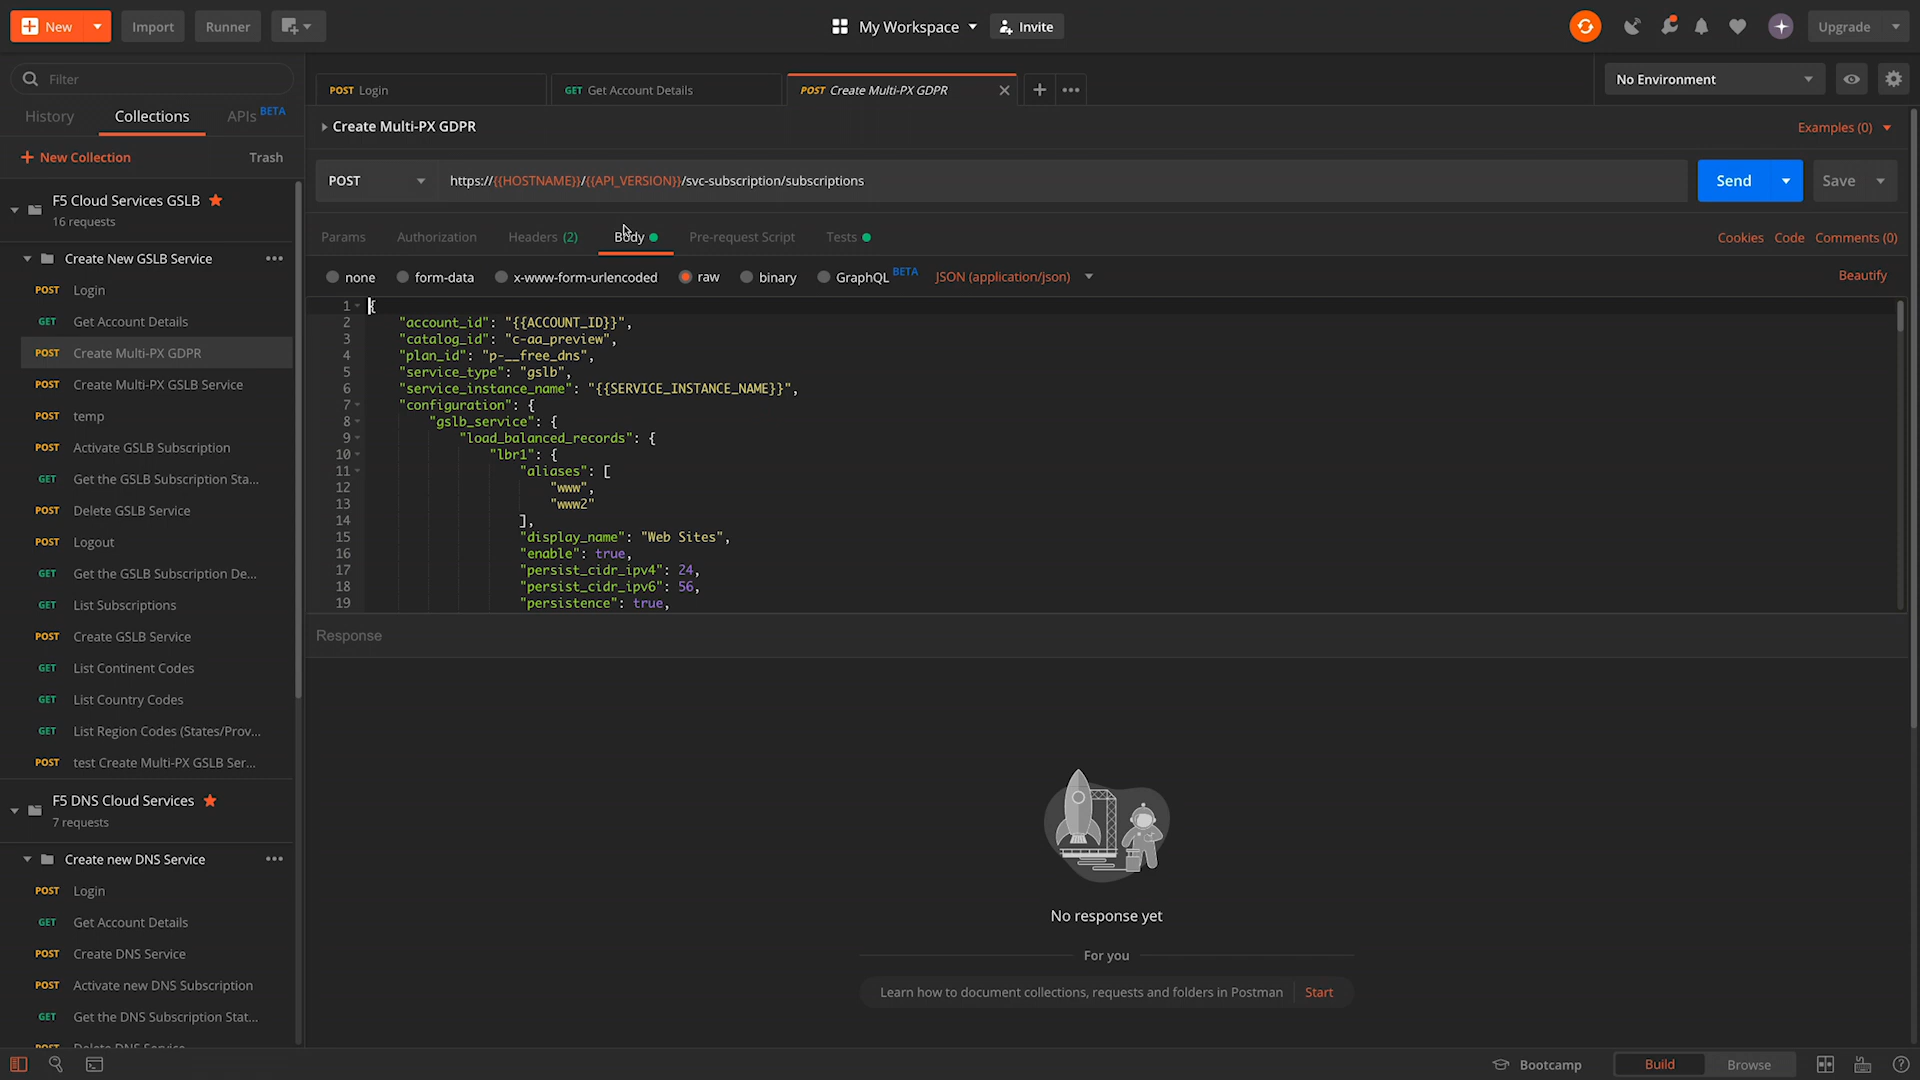 New
Import
Runner
My Workspace
Invite
Upgrade
Filter
History
Collections
APIs BETA
New Collection
Trash
F5 Cloud Services GSLB
16 requests
Create New GSLB Service
POST Login
GET Get Account Details
POST Create Multi-PX GDPR
POST Create Multi-PX GSLB Service
POST temp
POST Activate GSLB Subscription
GET Get the GSLB Subscription Sta...
POST Delete GSLB Service
POST Logout
GET Get the GSLB Subscription De...
GET List Subscriptions
POST Create GSLB Service
GET List Continent Codes
GET List Country Codes
GET List Region Codes (States/Prov...
POST test Create Multi-PX GSLB Ser...
F5 DNS Cloud Services
7 requests
Create new DNS Service
POST Login
GET Get Account Details
POST Create DNS Service
POST Activate new DNS Subscription
GET Get the DNS Subscription Stat...
POST Delete DNS Service
POST Login
GET Get Account Details
POST Create Multi-PX GDPR
No Environment
Create Multi-PX GDPR
Examples (0)
POST
https://{{HOSTNAME}}/{{API_VERSION}}/svc-subscription/subscriptions
Send
Save
Params
Authorization
Headers (2)
Body
Pre-request Script
Tests
Cookies
Code
Comments (0)
none
form-data
x-www-form-urlencoded
raw
binary
GraphQL BETA
JSON (application/json)
Beautify
1 {
2 "account_id": "{{ACCOUNT_ID}}",
3 "catalog_id": "c-aa_preview",
4 "plan_id": "p-__free_dns",
5 "service_type": "gslb",
6 "service_instance_name": "{{SERVICE_INSTANCE_NAME}}",
7 "configuration": {
8 "gslb_service": {
9 "load_balanced_records": {
10 "lbr1": {
11 "aliases": [
12 "www",
13 "www2"
14 ],
15 "display_name": "Web Sites",
16 "enable": true,
17 "persist_cidr_ipv4": 24,
18 "persist_cidr_ipv6": 56,
19 "persistence": true,
Response
No response yet
For you
Learn how to document collections, requests and folders in Postman
Start
Bootcamp
Build
Browse